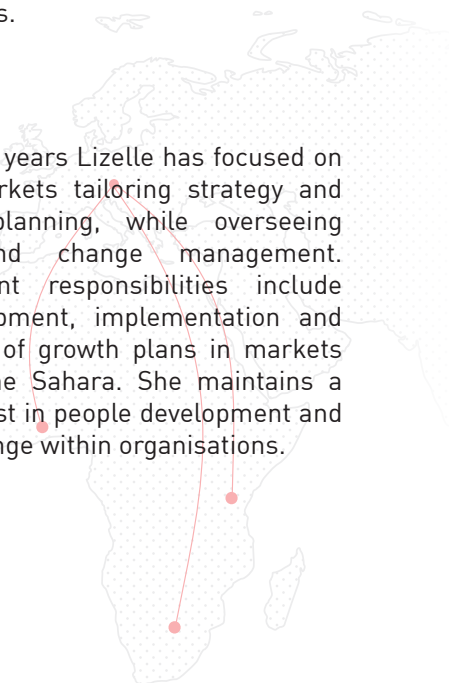 s.
years Lizelle has focused on
rkets tailoring strategy and
planning, while overseeing
nd change management.
nt responsibilities include
pment, implementation and
of growth plans in markets
ne Sahara. She maintains a
st in people development and
nge within organisations.